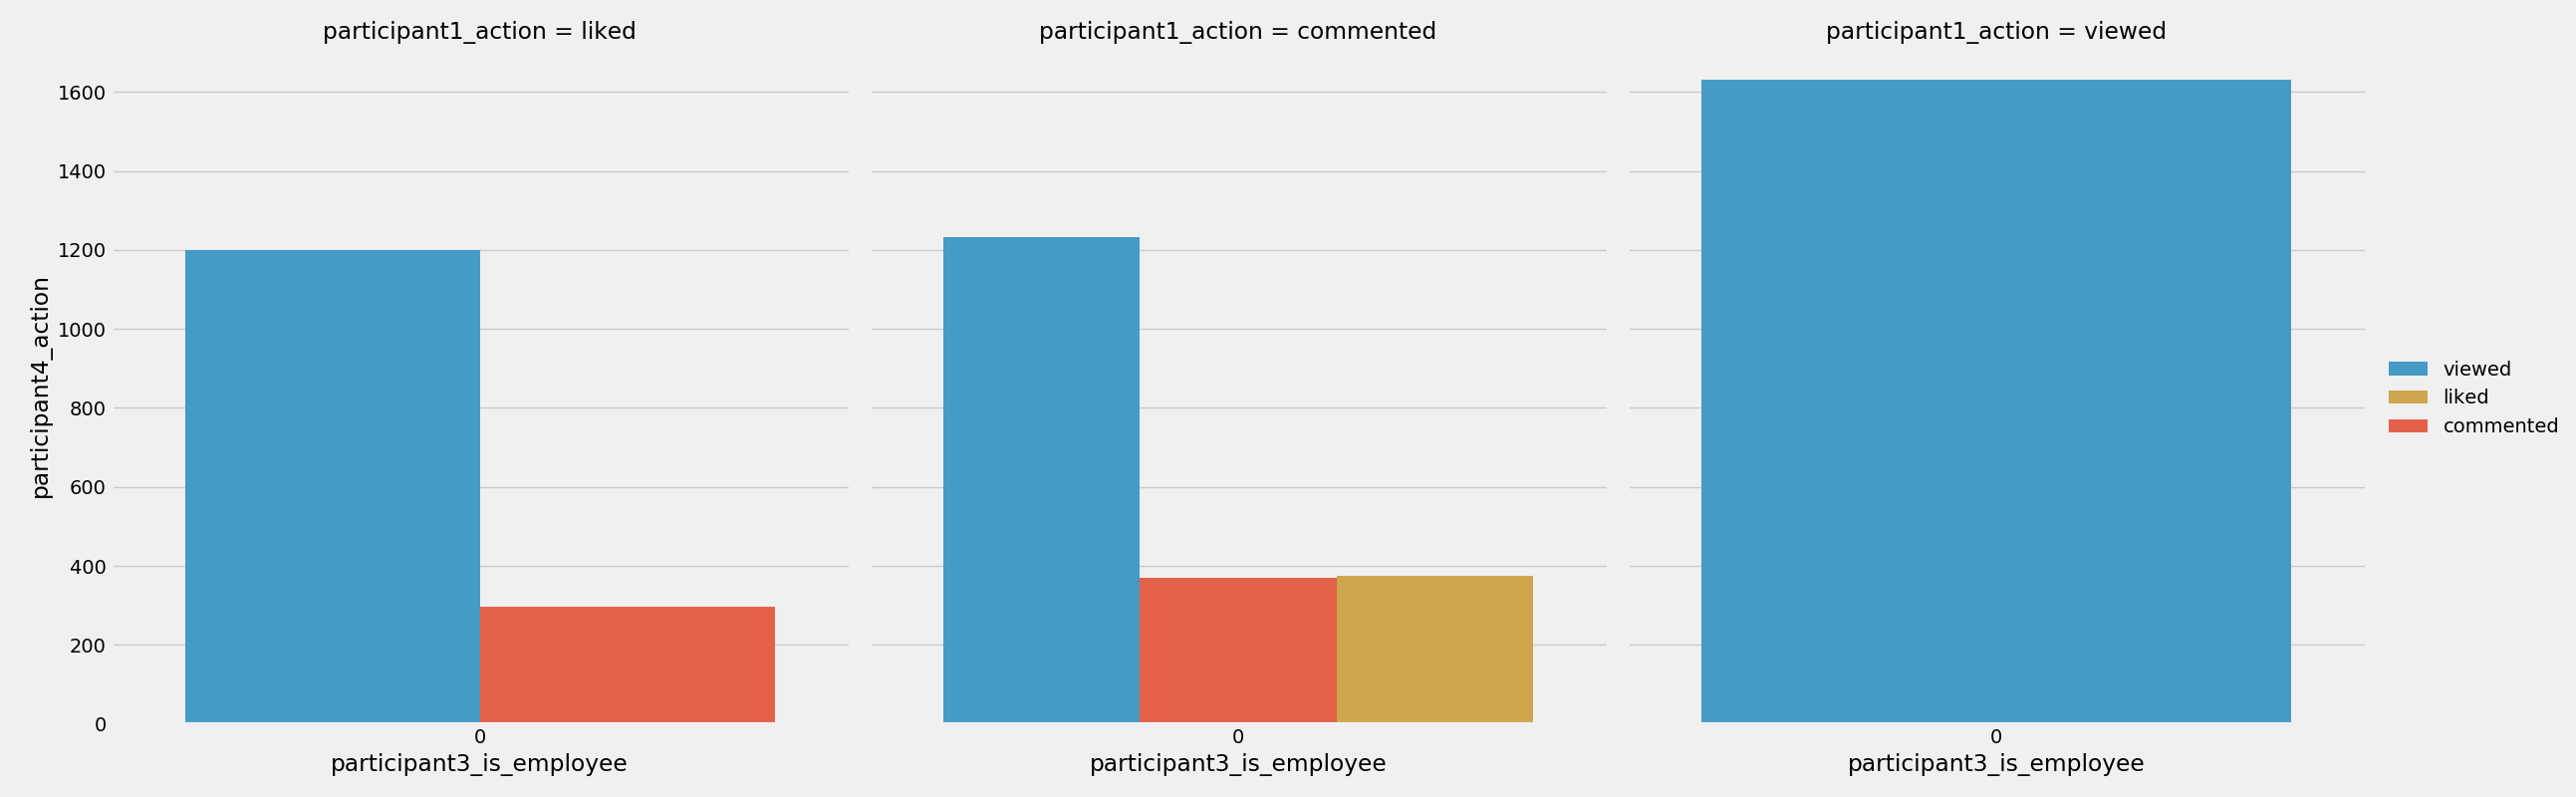 participant1_action = liked
participant1_action = commented
participant1_action = viewed
participant4_action
1600
1400
1200
1000
800
600
400
200
0
0
0
0
participant3_is_employee
participant3_is_employee
participant3_is_employee
viewed
liked
commented